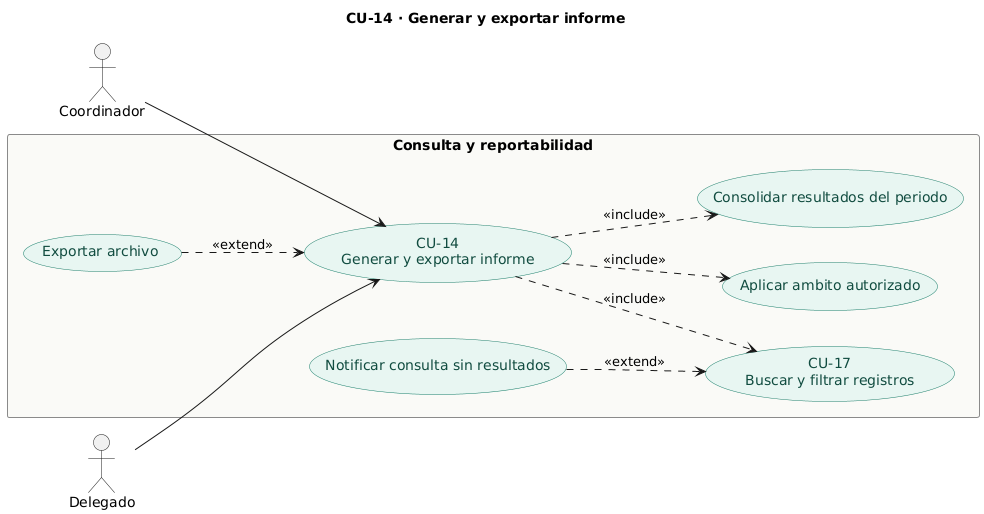 CU-14 · Generar y exportar informe
Coordinador
Consulta y reportabilidad
Consolidar resultados del periodo
«include»
Exportar archivo
«extend»
CU-14
Generar y exportar informe
«include»
Aplicar ambito autorizado
«include»
Notificar consulta sin resultados
«extend»
CU-17
Buscar y filtrar registros
Delegado